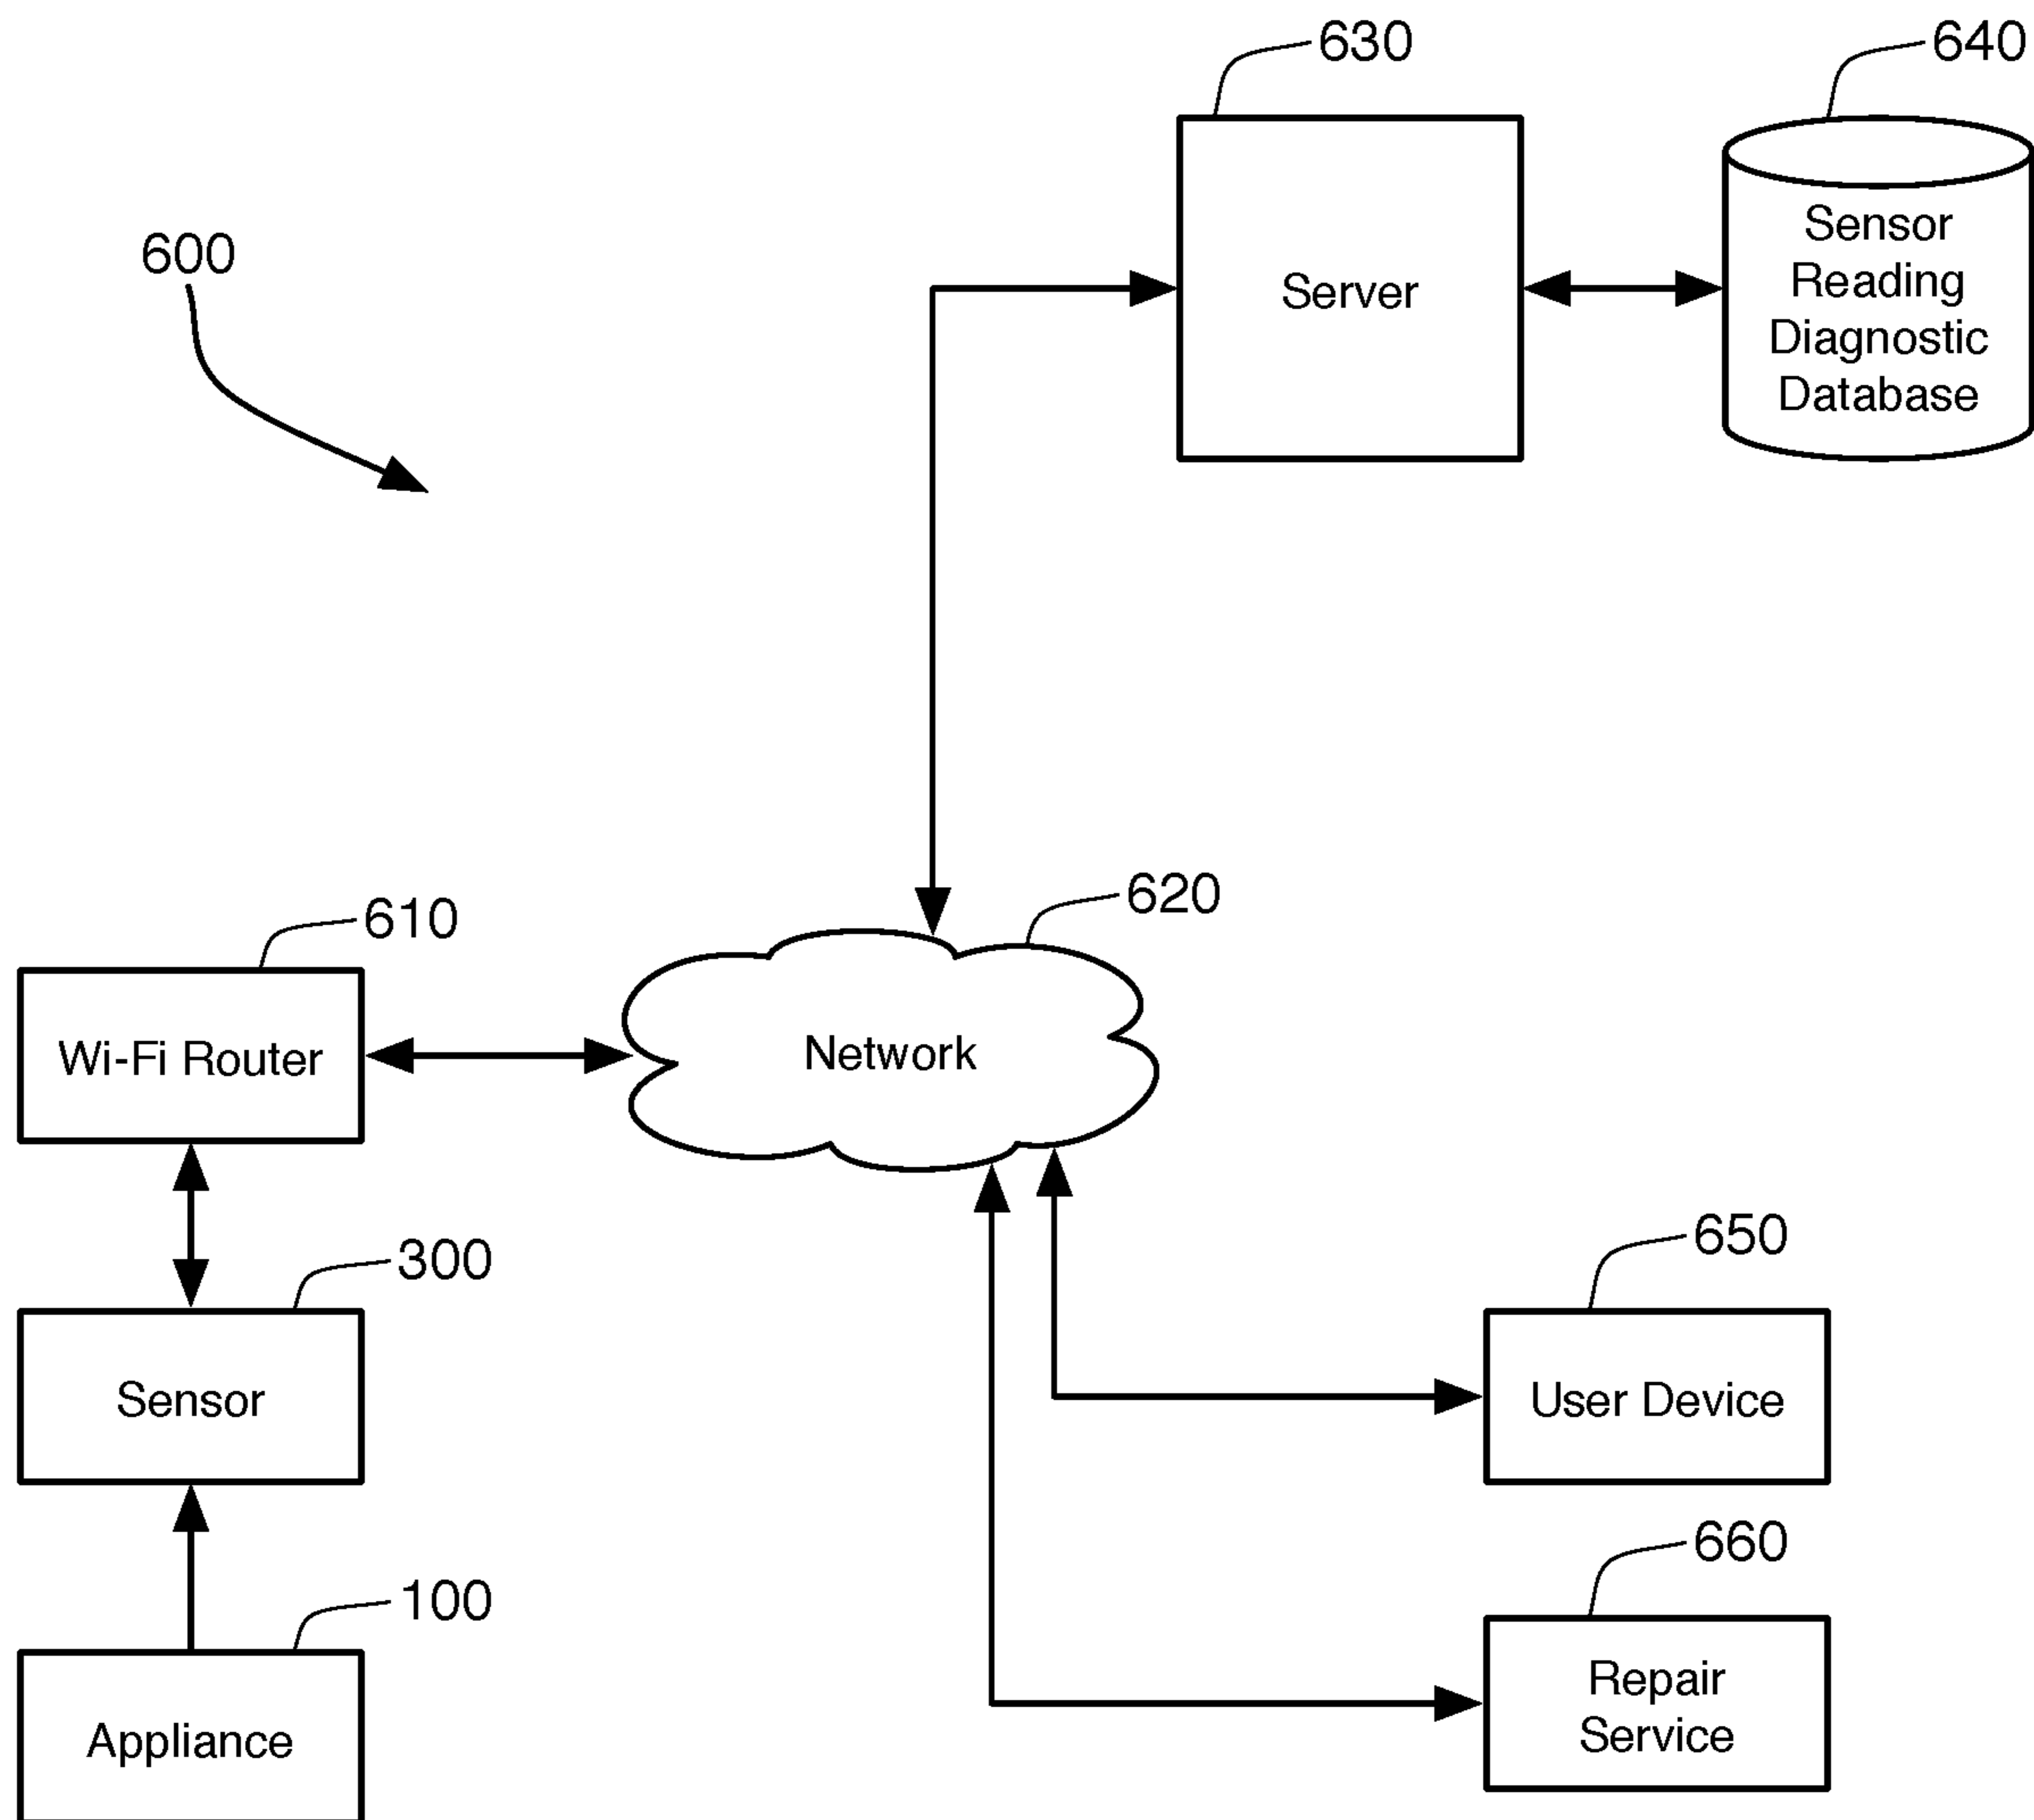 630
640
600
Server
Sensor
Reading
Diagnostic
Database
610
620
Wi-Fi Router
Network
300
650
Sensor
User Device
100
660
Appliance
Repair
Service